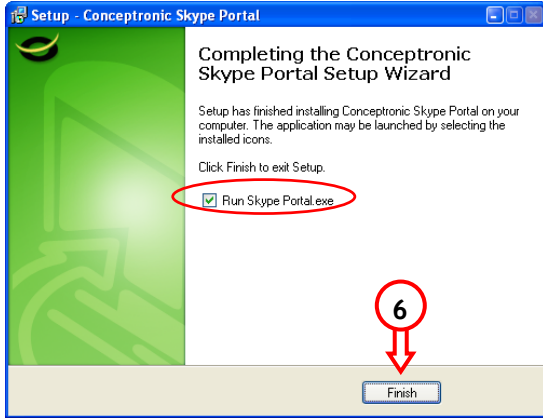 Setup - Conceptronic Skype Portal
Completing the Conceptronic
Skype Portal Setup Wizard
Setup has finished installing Conceptronic Skype Portal on your
computer. The application may be launched by selecting the
installed icons.
Click Finish to exit Setup.
Run Skype Portal.exe
6
Finish